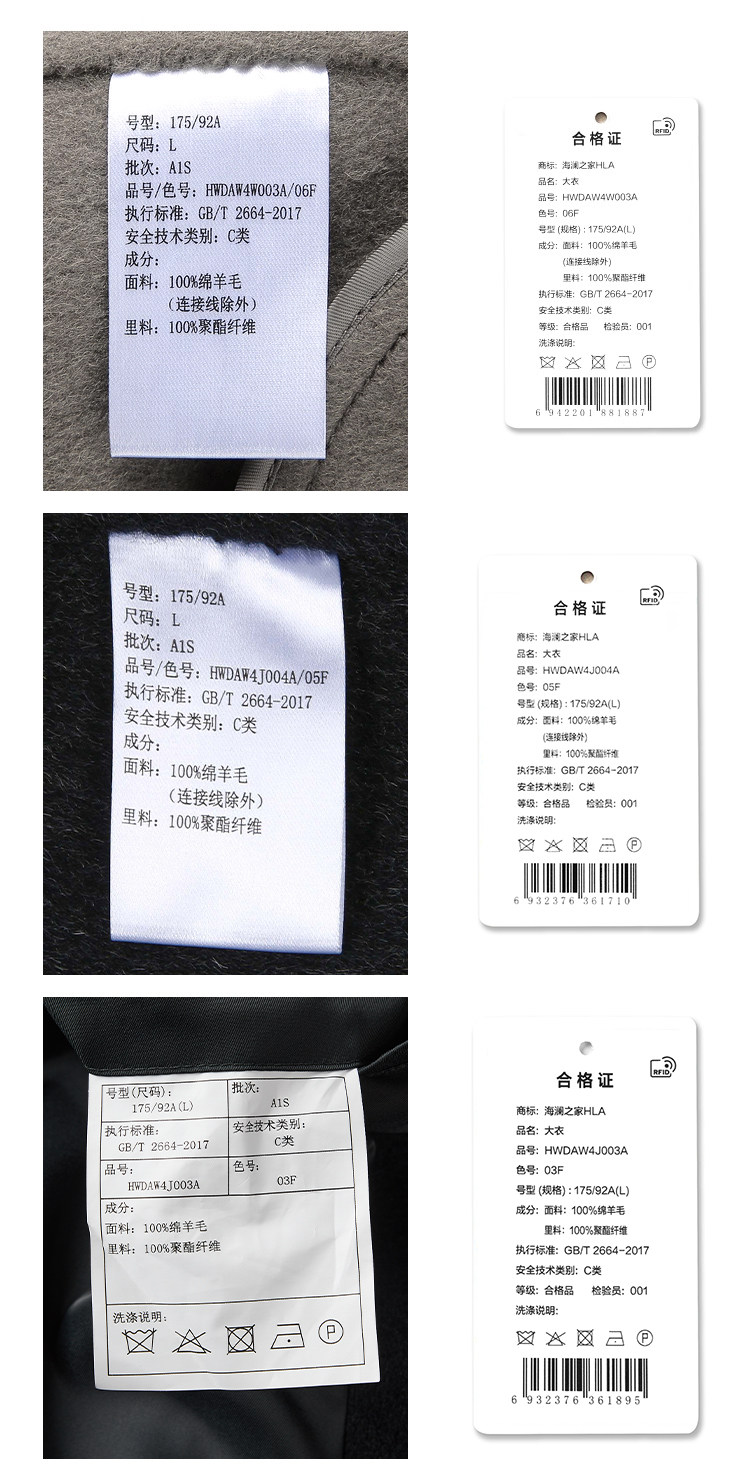 号型: 175/92A
尺码: L
批次: A1S
品号/色号: HWDAW4W003A/06F
执行标准: GB/T 2664-2017
安全技术类别: C类
成分:
面料: 100%绵羊毛
(连接线除外)
里料: 100%聚酯纤维
RFID
合格证
商标: 海澜之家HLA
品名: 大衣
品号: HWDAW4W003A
色号: 06F
号型 (规格) : 175/92A(L)
成分: 面料: 100%绵羊毛
(连接线除外)
里料: 100%聚酯纤维
执行标准: GB/T 2664-2017
安全技术类别: C类
等级: 合格品 检验员: 001
洗涤说明:
P
6 942201 881887
号型: 175/92A
尺码: L
批次: A1S
品号/色号: HWDAW4J004A/05F
执行标准: GB/T 2664-2017
安全技术类别: C类
成分:
面料: 100%绵羊毛
(连接线除外)
里料: 100%聚酯纤维
RFID
合格证
商标: 海澜之家HLA
品名: 大衣
品号: HWDAW4J004A
色号: 05F
号型 (规格) : 175/92A(L)
成分: 面料: 100%绵羊毛
(连接线除外)
里料: 100%聚酯纤维
执行标准: GB/T 2664-2017
安全技术类别: C类
等级: 合格品 检验员: 001
洗涤说明:
P
6 932376 361710
号型(尺码): 批次:
175/92A(L) A1S
执行标准: 安全技术类别:
GB/T 2664-2017 C类
品号: 色号:
HWDAW4J003A 03F
成分:
面料: 100%绵羊毛
里料: 100%聚酯纤维
洗涤说明:
P
RFID
合格证
商标: 海澜之家HLA
品名: 大衣
品号: HWDAW4J003A
色号: 03F
号型 (规格) : 175/92A(L)
成分: 面料: 100%绵羊毛
里料: 100%聚酯纤维
执行标准: GB/T 2664-2017
安全技术类别: C类
等级: 合格品 检验员: 001
洗涤说明:
P
6 932376 361895